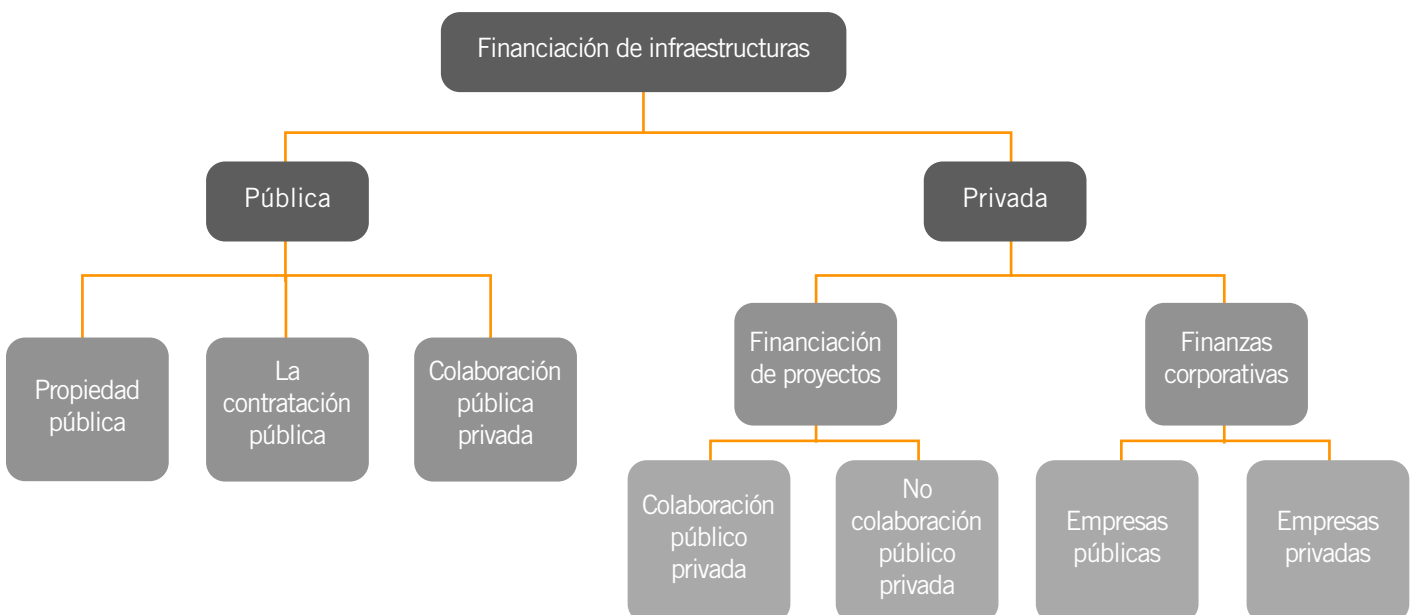 Financiación de infraestructuras
Pública
Privada
Propiedad
pública
La
contratación
pública
Colaboración
pública
privada
Financiación
de proyectos
Finanzas
corporativas
Colaboración
público
privada
No
colaboración
público
privada
Empresas
públicas
Empresas
privadas